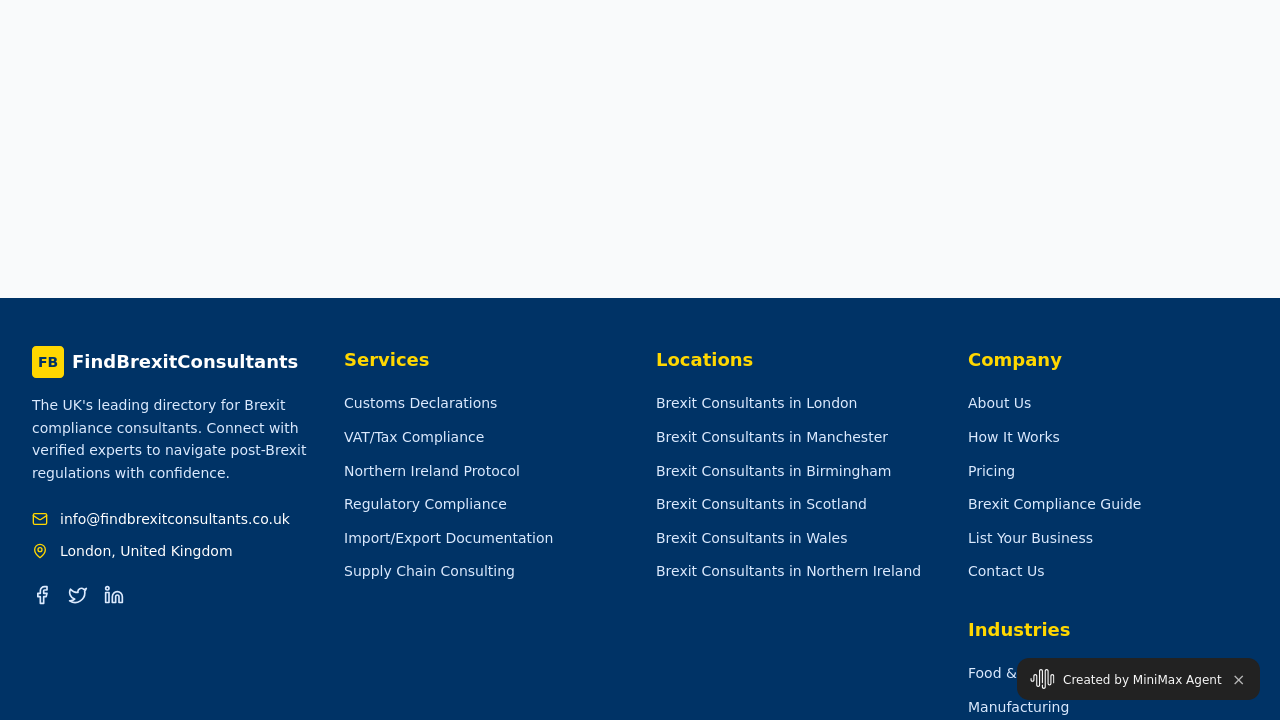 FB FindBrexitConsultants
The UK's leading directory for Brexit
compliance consultants. Connect with
verified experts to navigate post-Brexit
regulations with confidence.
info@findbrexitconsultants.co.uk
London, United Kingdom
Services
Customs Declarations
VAT/Tax Compliance
Northern Ireland Protocol
Regulatory Compliance
Import/Export Documentation
Supply Chain Consulting
Locations
Brexit Consultants in London
Brexit Consultants in Manchester
Brexit Consultants in Birmingham
Brexit Consultants in Scotland
Brexit Consultants in Wales
Brexit Consultants in Northern Ireland
Company
About Us
How It Works
Pricing
Brexit Compliance Guide
List Your Business
Contact Us
Industries
Food &
Manufacturing
Created by MiniMax Agent